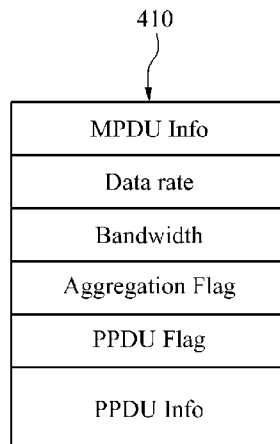 410
MPDU Info
Data rate
Bandwidth
Aggregation Flag
PPDU Flag
PPDU Info